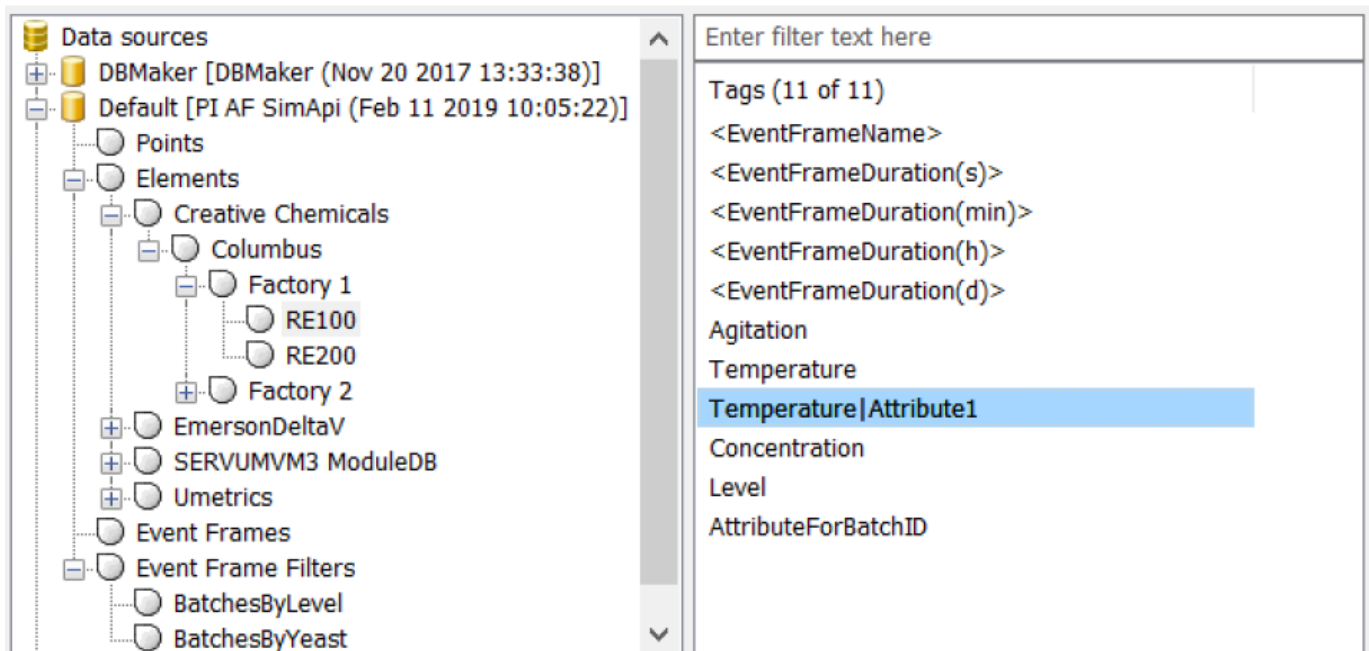 Data sources
DBMaker [DBMaker (Nov 20 2017 13:33:38)]
Default [PI AF SimApi (Feb 11 2019 10:05:22)]
Points
Elements
Creative Chemicals
Columbus
Factory 1
RE100
RE200
Factory 2
EmersonDeltaV
SERVUMVM3 ModuleDB
Umetrics
Event Frames
Event Frame Filters
BatchesByLevel
BatchesByYeast
Enter filter text here
Tags (11 of 11)
<EventFrameName>
<EventFrameDuration(s)>
<EventFrameDuration(min)>
<EventFrameDuration(h)>
<EventFrameDuration(d)>
Agitation
Temperature
Temperature|Attribute1
Concentration
Level
AttributeForBatchID